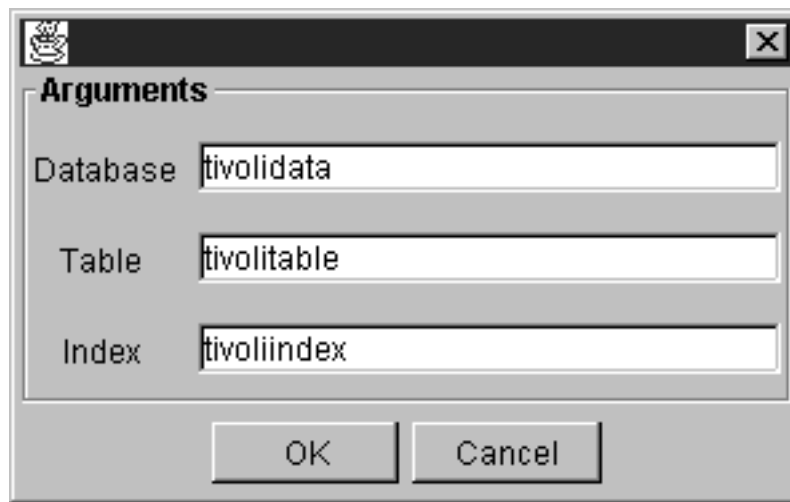 Arguments
Database tivolidata
Table tivolitable
Index tivoliindex
OK Cancel